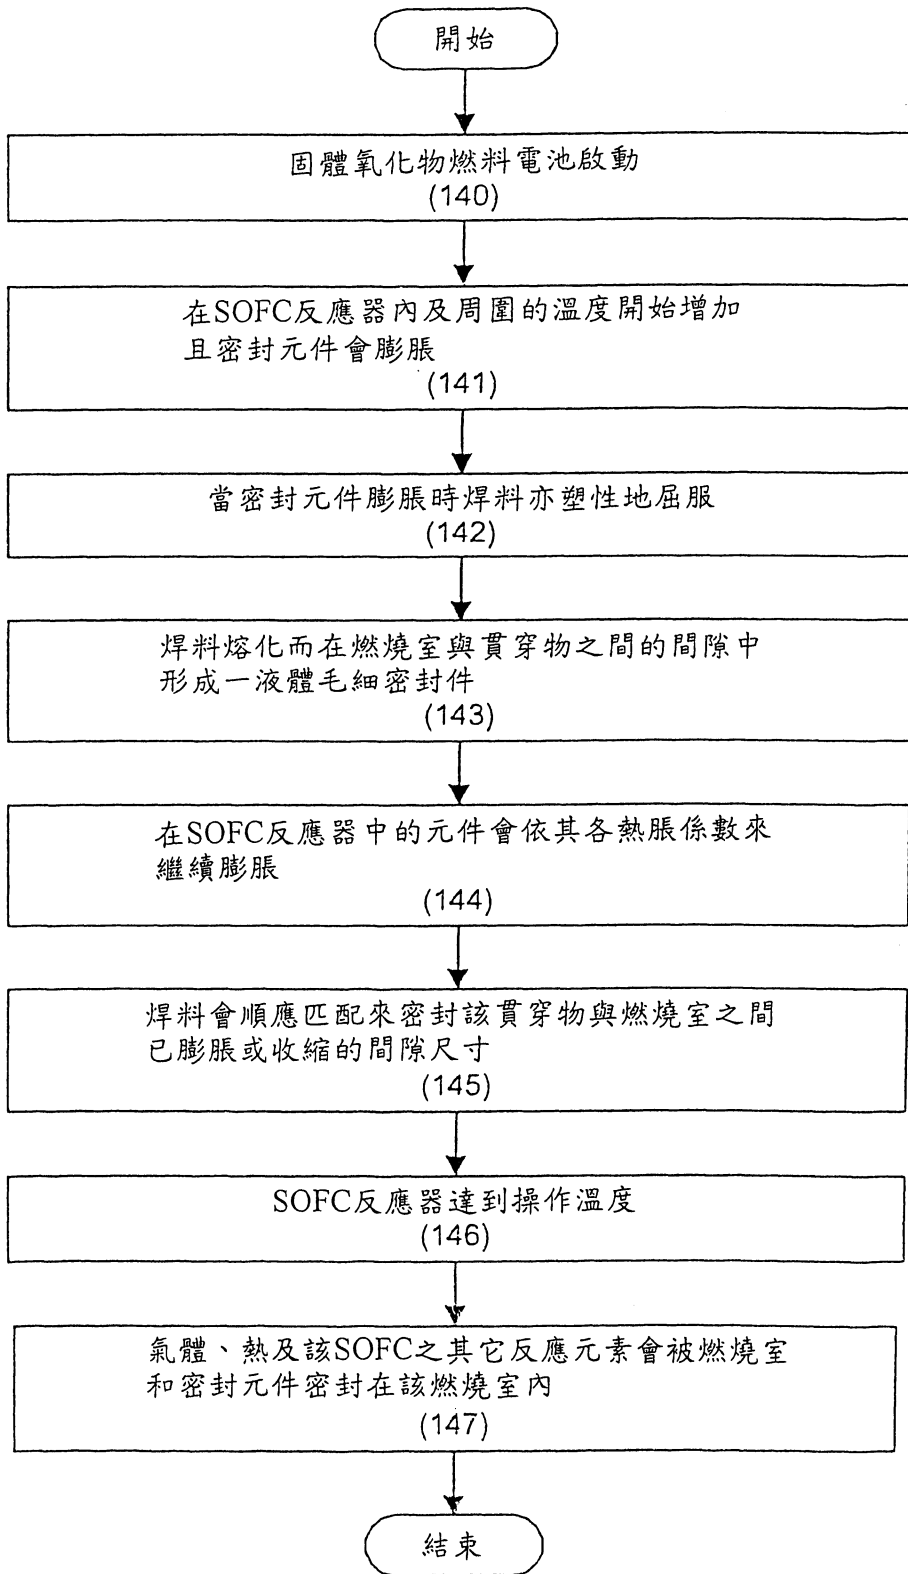 開始
固體氧化物燃料電池啟動
(140)
在SOFC反應器內及周圍的溫度開始增加
且密封元件會膨脹
(141)
當密封元件膨脹時焊料亦塑性地屈服
(142)
焊料熔化而在燃燒室與貫穿物之間的間隙中
形成一液體毛細密封件
(143)
在SOFC反應器中的元件會依其各熱脹係數來
繼續膨脹
(144)
焊料會順應匹配來密封該貫穿物與燃燒室之間
已膨脹或收縮的間隙尺寸
(145)
SOFC反應器達到操作溫度
(146)
氣體、熱及該SOFC之其它反應元素會被燃燒室
和密封元件密封在該燃燒室內
(147)
結束